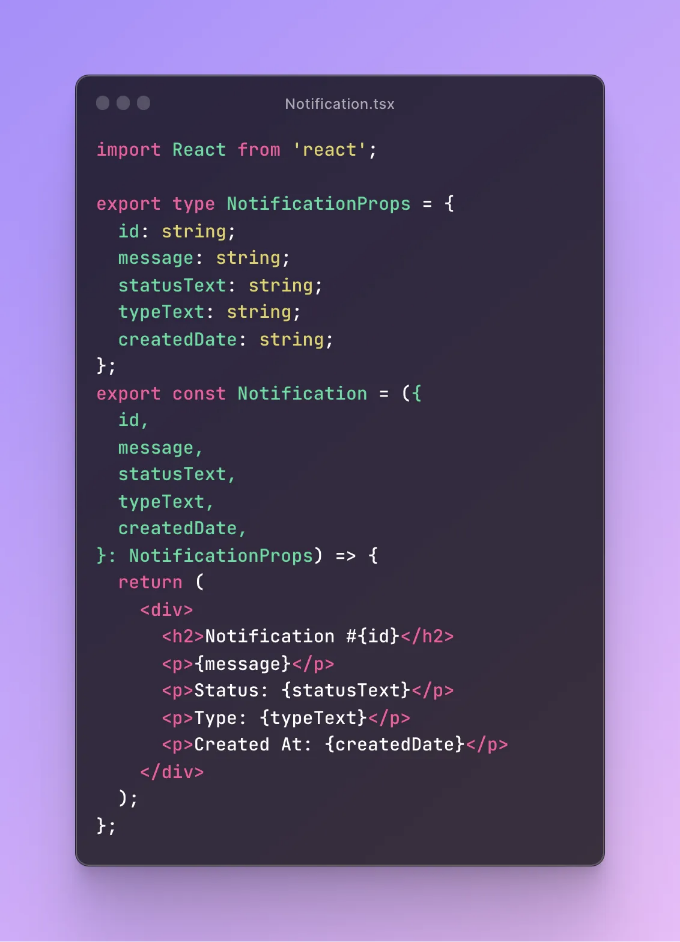 Notification.tsx
import React from 'react';
export type NotificationProps = {
  id: string;
  message: string;
  statusText: string;
  typeText: string;
  createdDate: string;
};
export const Notification = ({
  id,
  message,
  statusText,
  typeText,
  createdDate,
}: NotificationProps) => {
  return (
    <div>
      <h2>Notification #{id}</h2>
      <p>{message}</p>
      <p>Status: {statusText}</p>
      <p>Type: {typeText}</p>
      <p>Created At: {createdDate}</p>
    </div>
  );
};